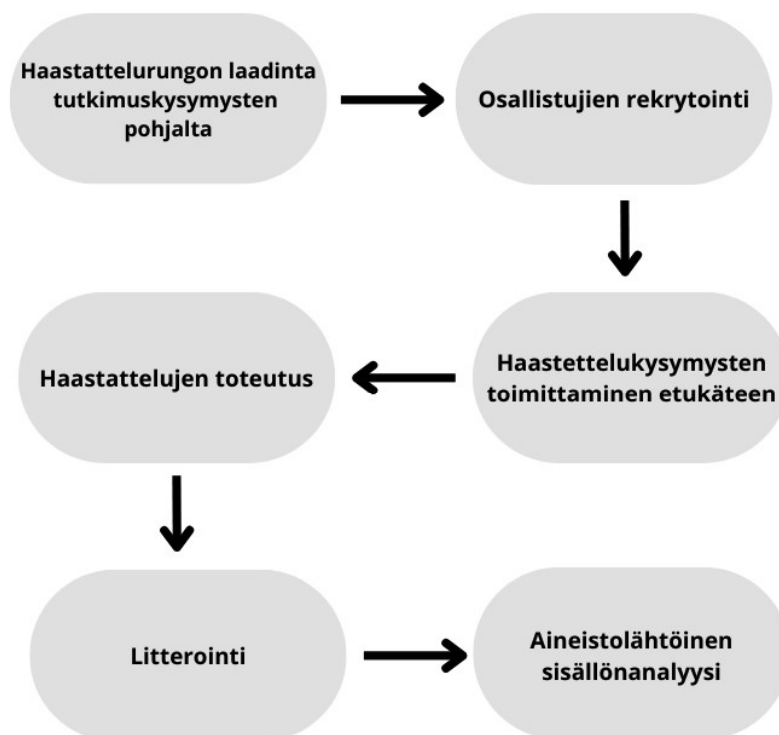 Haastattelurungon laadinta
tutkimuskysymysten
pohjalta
Osallistujien rekrytointi
Haastettelukysymysten
toimittaminen etukäteen
Haastattelujen toteutus
Litterointi
Aineistolähtöinen
sisällönanalyysi